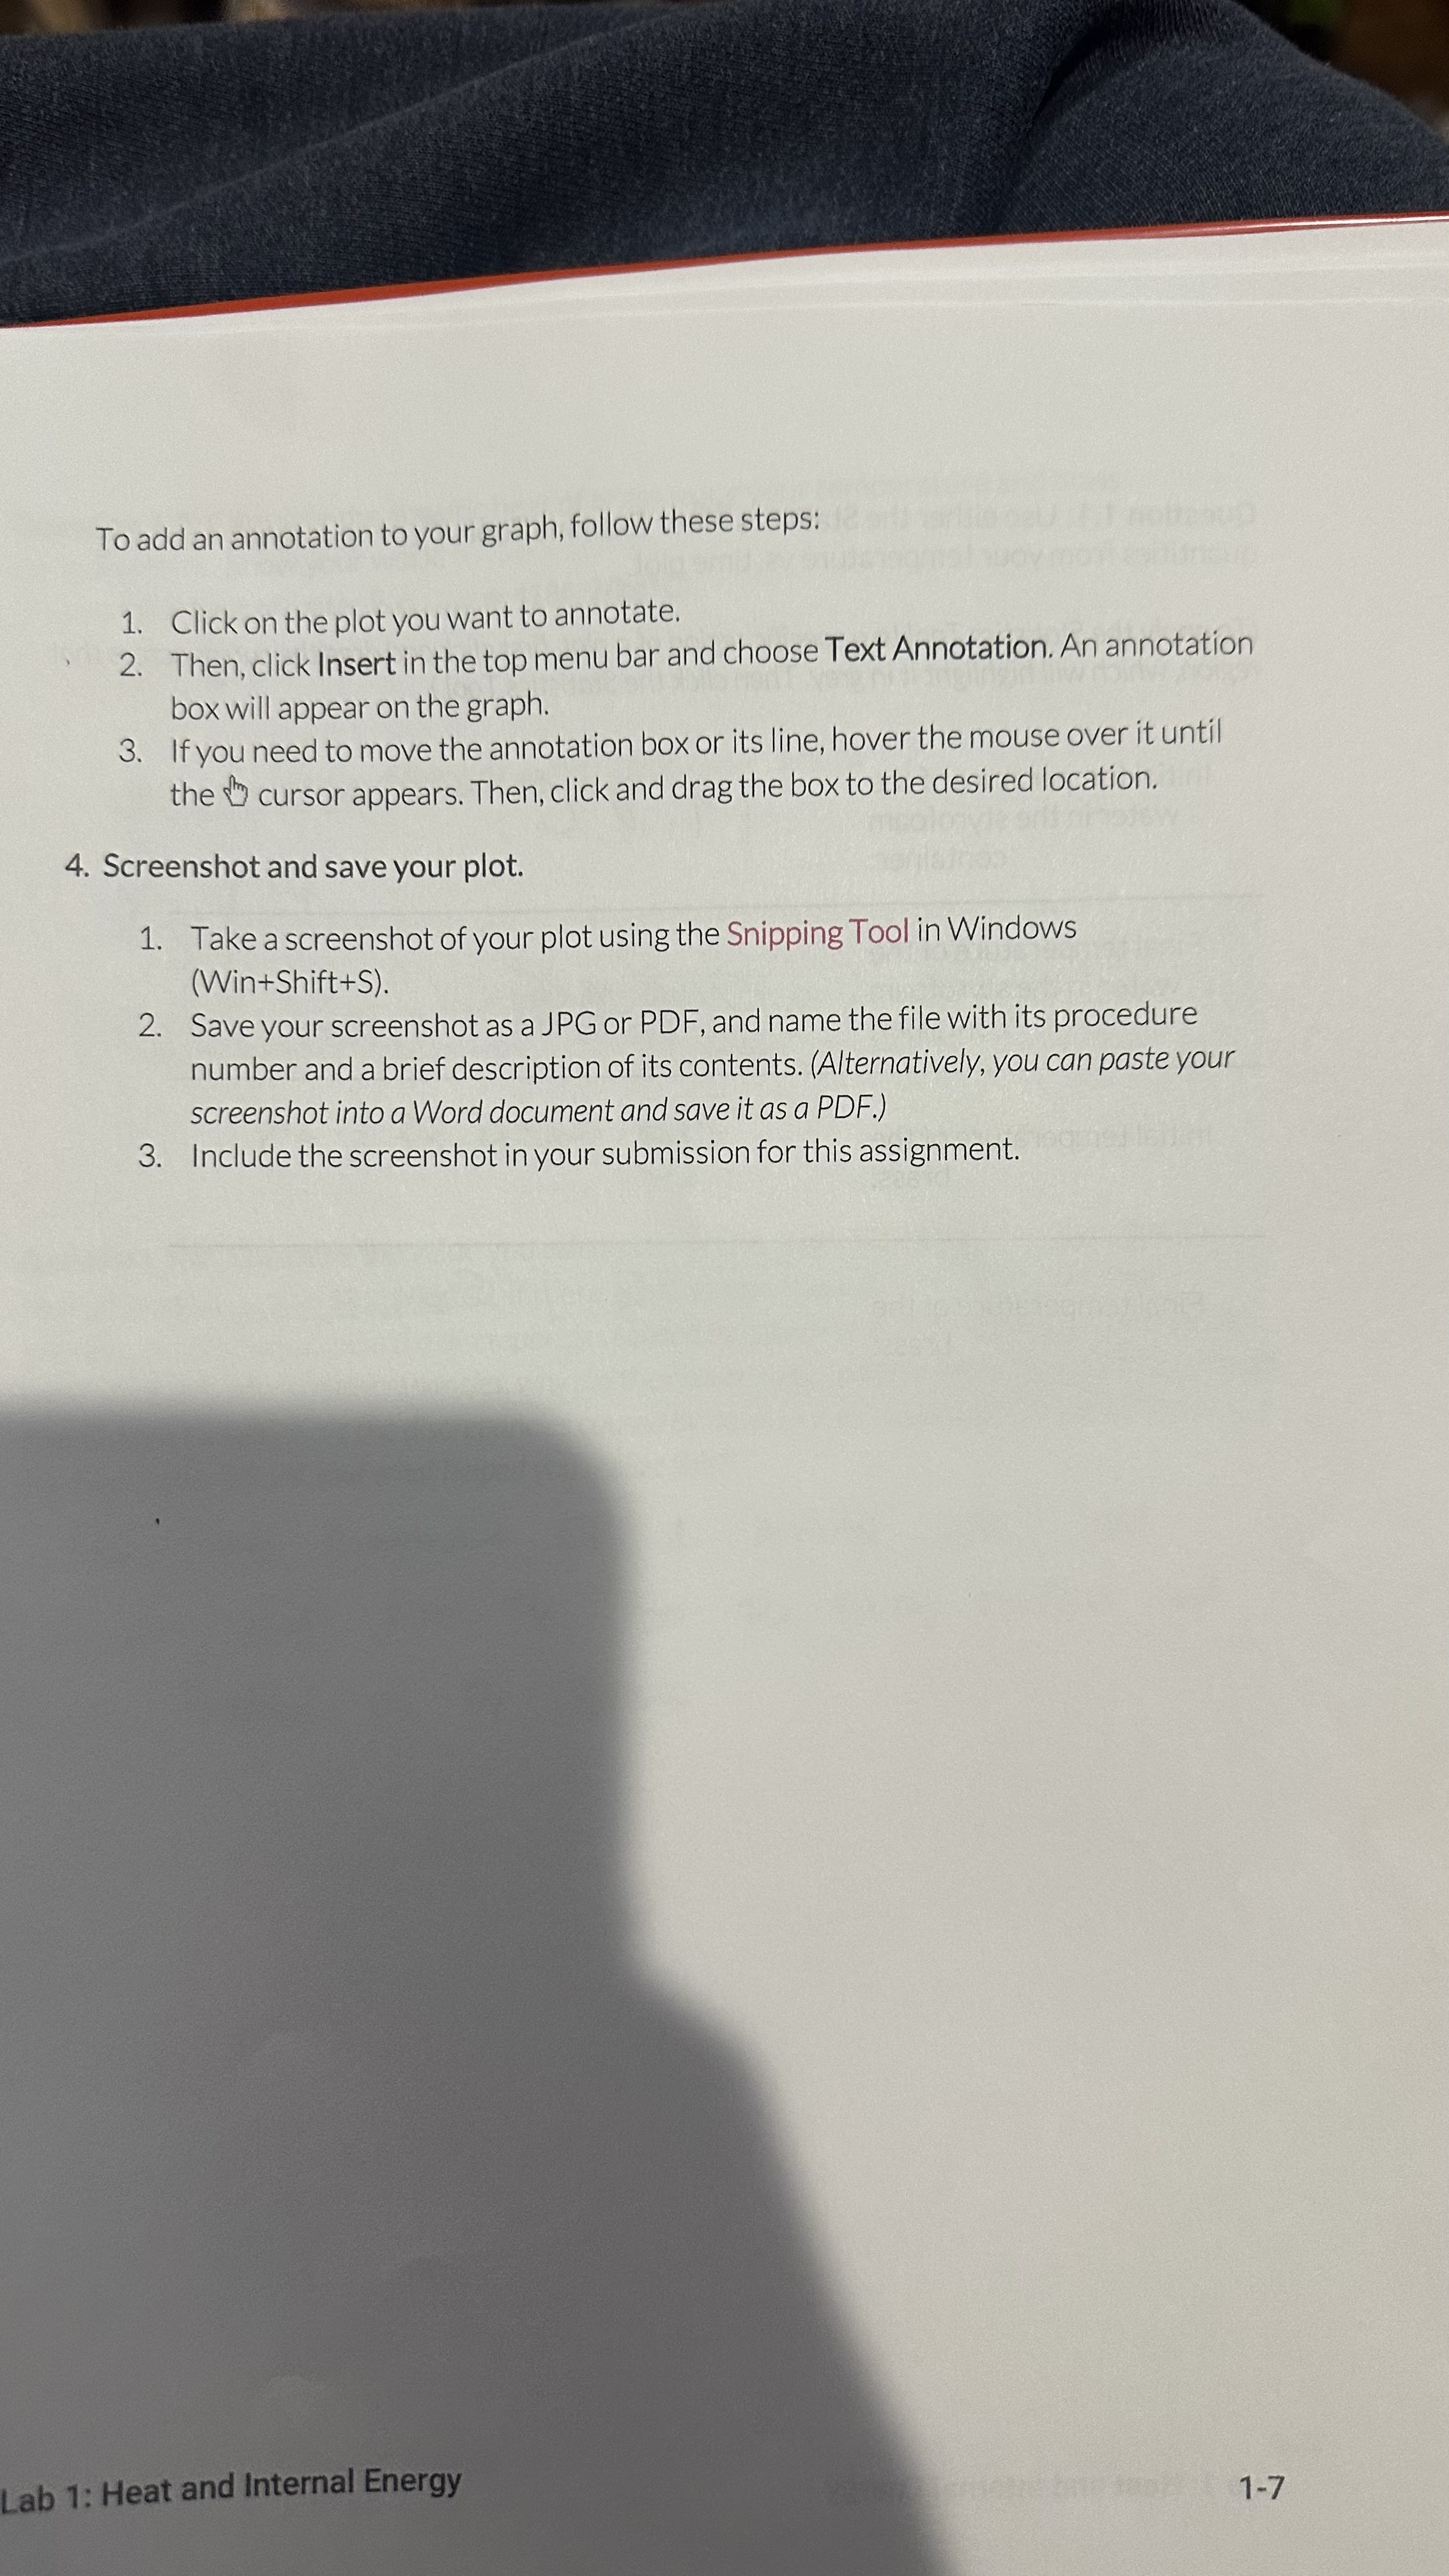 To add an annotation to your graph, follow these steps:
1. Click on the plot you want to annotate.
2. Then, click Insert in the top menu bar and choose Text Annotation. An annotation
box will appear on the graph.
3. If you need to move the annotation box or its line, hover the mouse over it until
the cursor appears. Then, click and drag the box to the desired location.
4. Screenshot and save your plot.
1. Take a screenshot of your plot using the Snipping Tool in Windows
(Win+Shift+S).
2. Save your screenshot as a JPG or PDF, and name the file with its procedure
number and a brief description of its contents. (Alternatively, you can paste your
screenshot into a Word document and save it as a PDF.)
3. Include the screenshot in your submission for this assignment.
Lab 1: Heat and Internal Energy
1-7